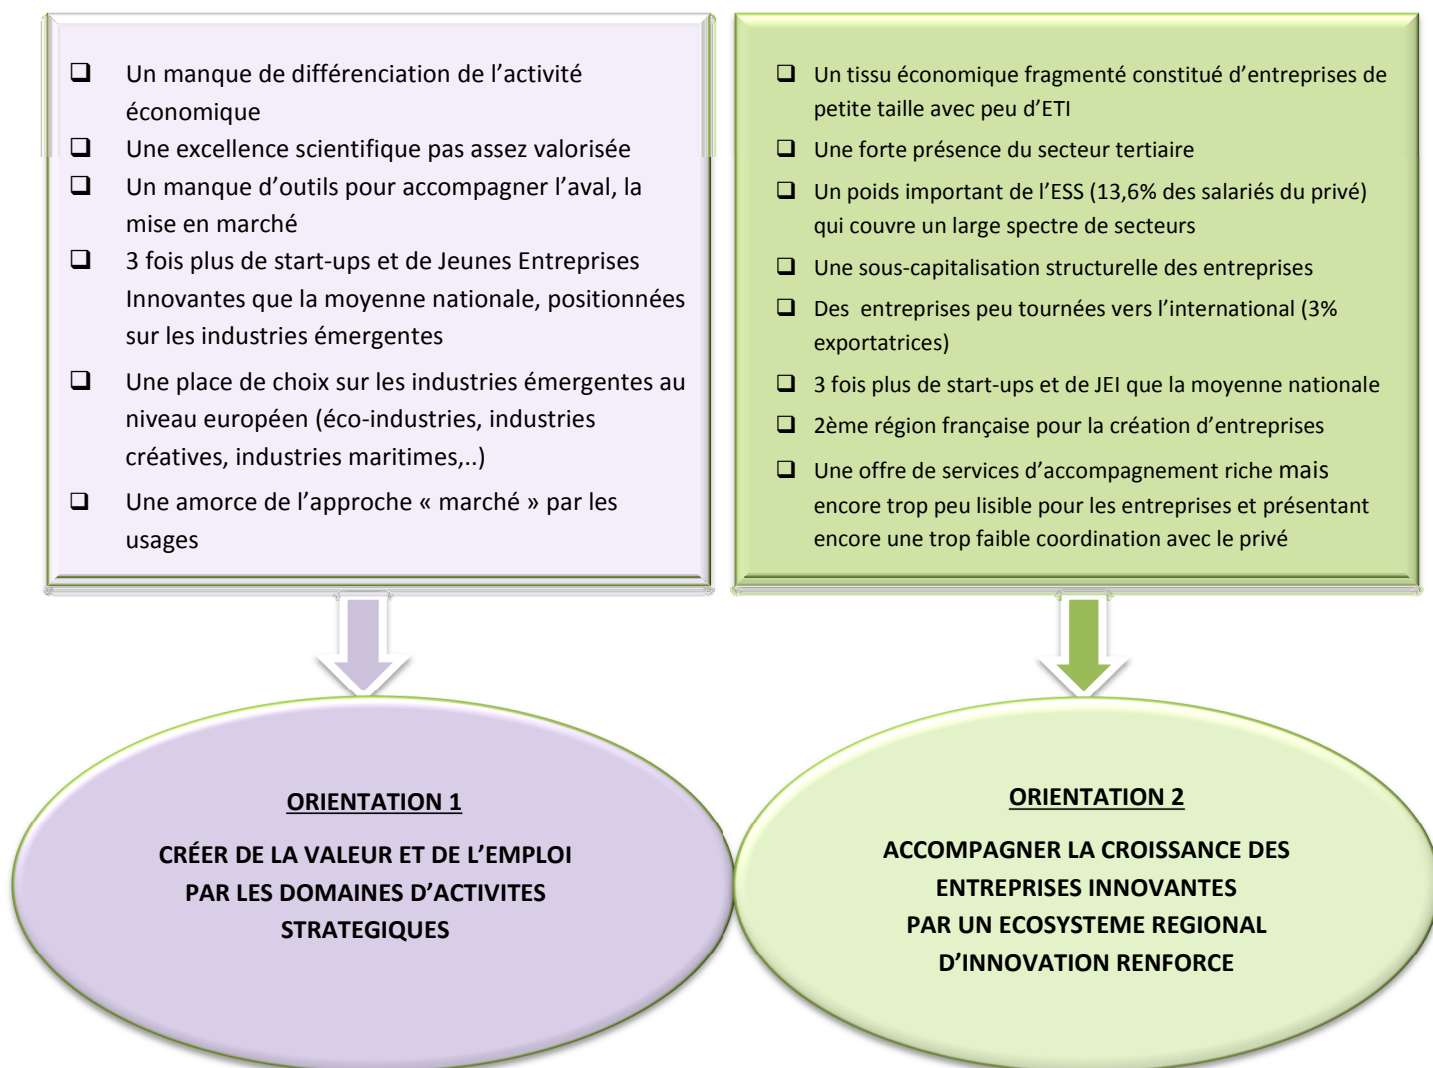 ❑ Un manque de différenciation de l’activité
économique
❑ Une excellence scientifique pas assez valorisée
❑ Un manque d’outils pour accompagner l’aval, la
mise en marché
❑ 3 fois plus de start-ups et de Jeunes Entreprises
Innovantes que la moyenne nationale, positionnées
sur les industries émergentes
❑ Une place de choix sur les industries émergentes au
niveau européen (éco-industries, industries
créatives, industries maritimes,..)
❑ Une amorce de l’approche « marché » par les
usages
❑ Un tissu économique fragmenté constitué d’entreprises de
petite taille avec peu d’ETI
❑ Une forte présence du secteur tertiaire
❑ Un poids important de l’ESS (13,6% des salariés du privé)
qui couvre un large spectre de secteurs
❑ Une sous-capitalisation structurelle des entreprises
❑ Des entreprises peu tournées vers l’international (3%
exportatrices)
❑ 3 fois plus de start-ups et de JEI que la moyenne nationale
❑ 2ème région française pour la création d’entreprises
❑ Une offre de services d’accompagnement riche mais
encore trop peu lisible pour les entreprises et présentant
encore une trop faible coordination avec le privé
ORIENTATION 1
CRÉER DE LA VALEUR ET DE L’EMPLOI
PAR LES DOMAINES D’ACTIVITES
STRATEGIQUES
ORIENTATION 2
ACCOMPAGNER LA CROISSANCE DES
ENTREPRISES INNOVANTES
PAR UN ECOSYSTEME REGIONAL
D’INNOVATION RENFORCE